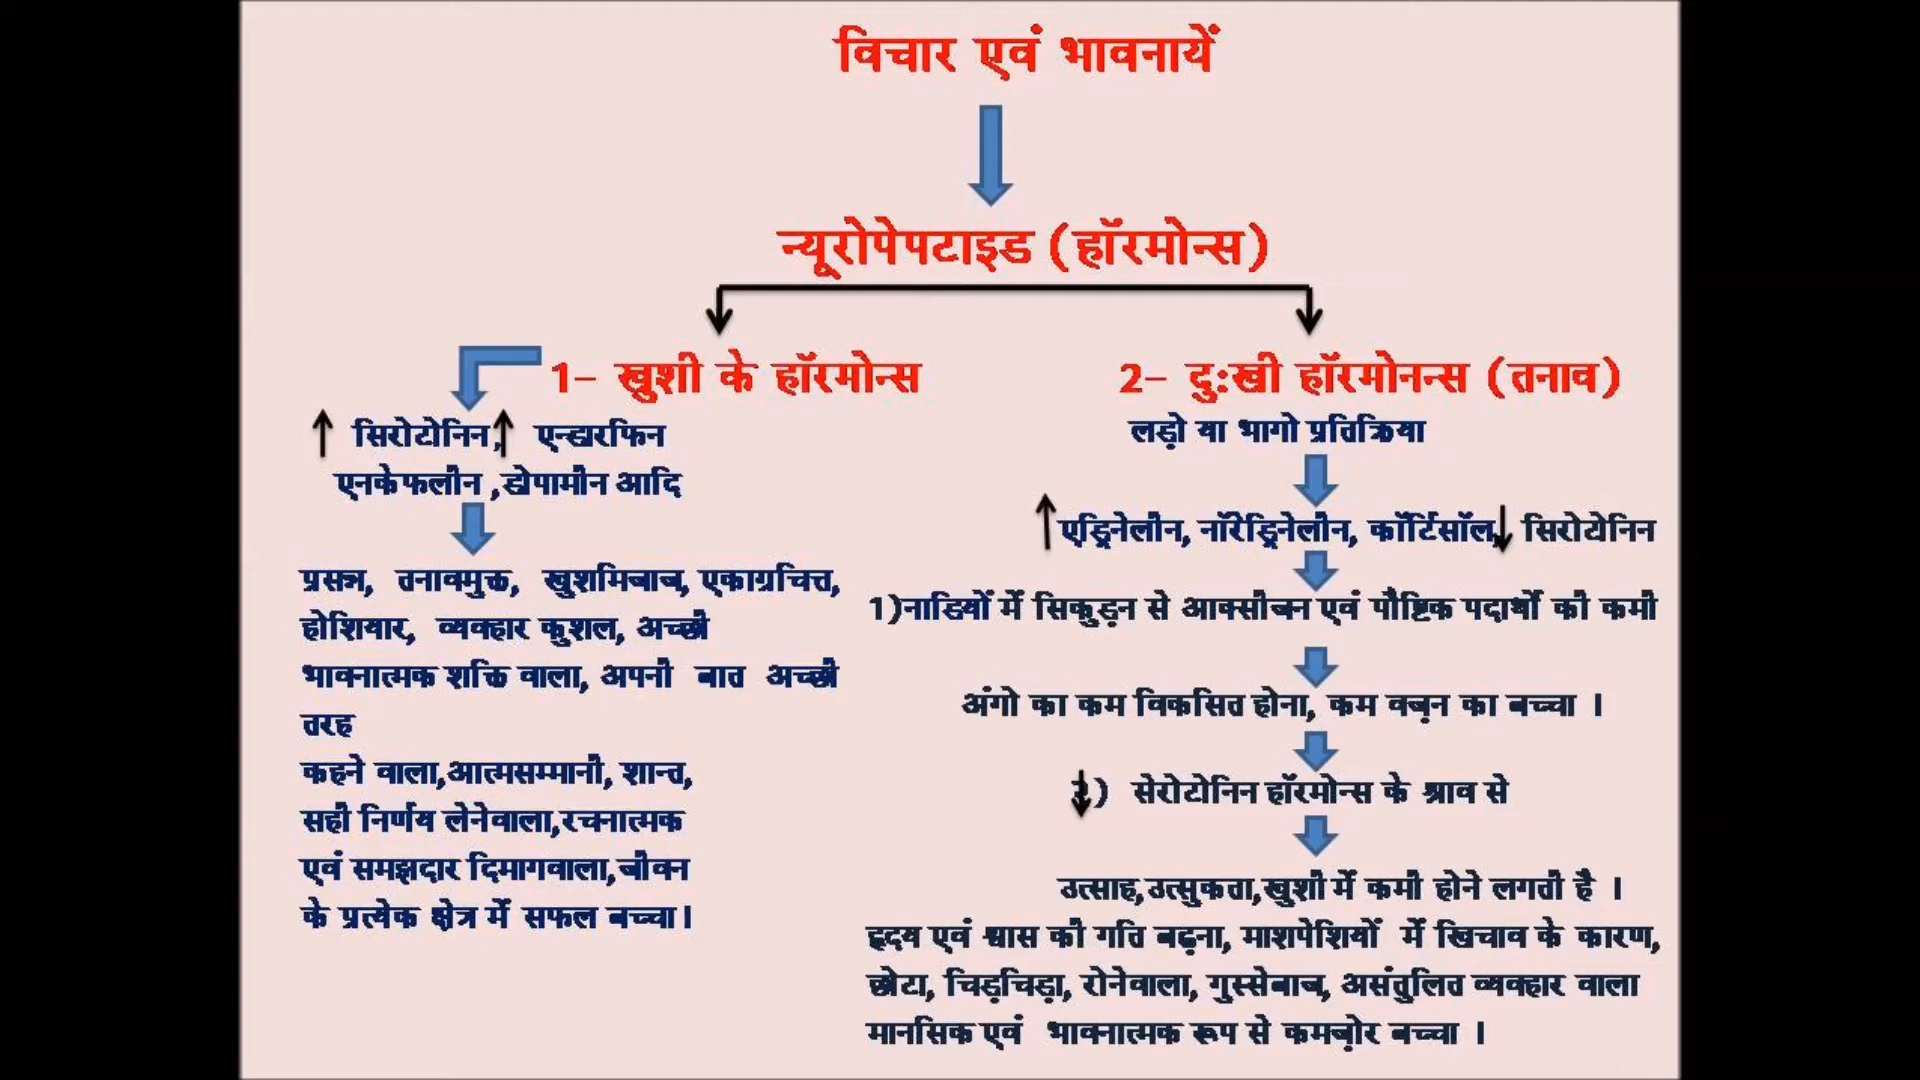 विचार एवं भावनायें
न्यूरोपेपटाइड (हॉरमोन्स)
1- खुशी के हॉरमोन्स
सिरोटोनिन, एन्डारफिन
एनकेफलीन ,डोपामीन आदि
प्रसन्न, तनावमुक्त, खुशमिजाज, एकाग्रचित्त,
होशियार, व्यवहार कुशल, अच्छी
भावनात्मक शक्ति वाला, अपनी बात अच्छी
तरह
कहने वाला,आत्मसम्मानी, शान्त,
सही निर्णय लेनेवाला,रचनात्मक
एवं समझदार दिमागवाला,जीवन
के प्रत्येक क्षेत्र में सफल बच्चा।
2- दुःखी हॉरमोनन्स (तनाव)
लड़ो या भागो प्रतिक्रिया
एड्रिनेलीन, नॉरेड्रिनेलीन, कॉर्टिसॉल, सिरोटोनिन
1)नाडियों में सिकुड़न से आक्सीजन एवं पौष्टिक पदार्थो की कमी
अंगो का कम विकसित होना, कम वज़न का बच्चा ।
2) सेरोटोनिन हॉरमोन्स के श्राव से
उत्साह,उत्सुकता,खुशी में कमी होने लगती है ।
हृदय एवं श्वास की गति बढ़ना, माशपेशियों में खिचाव के कारण,
छोटा, चिड़चिड़ा, रोनेवाला, गुस्सेबाज, असंतुलित व्यवहार वाला
मानसिक एवं भावनात्मक रूप से कमज़ोर बच्चा ।